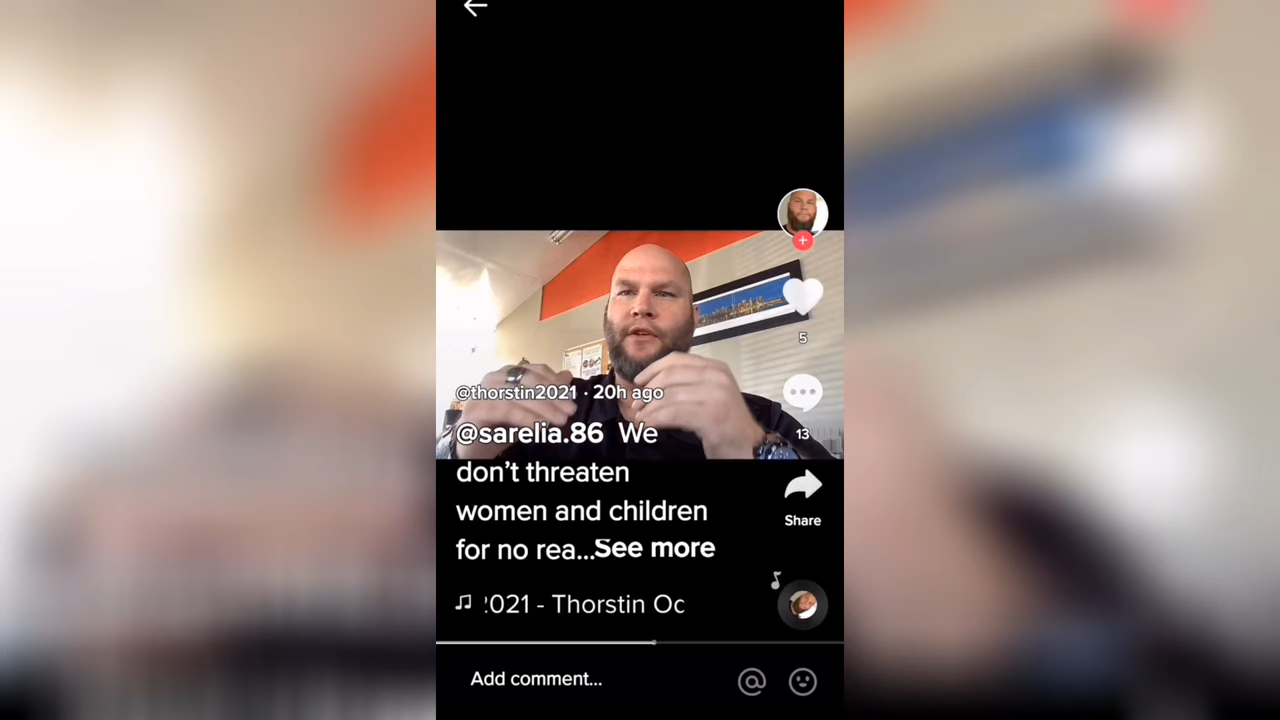 5
@thorstin2021 · 20h ago
@sarelia.86 We
13
don't threaten
women and children
Share
for no rea...See more
2021 - Thorstin Oc
Add comment...